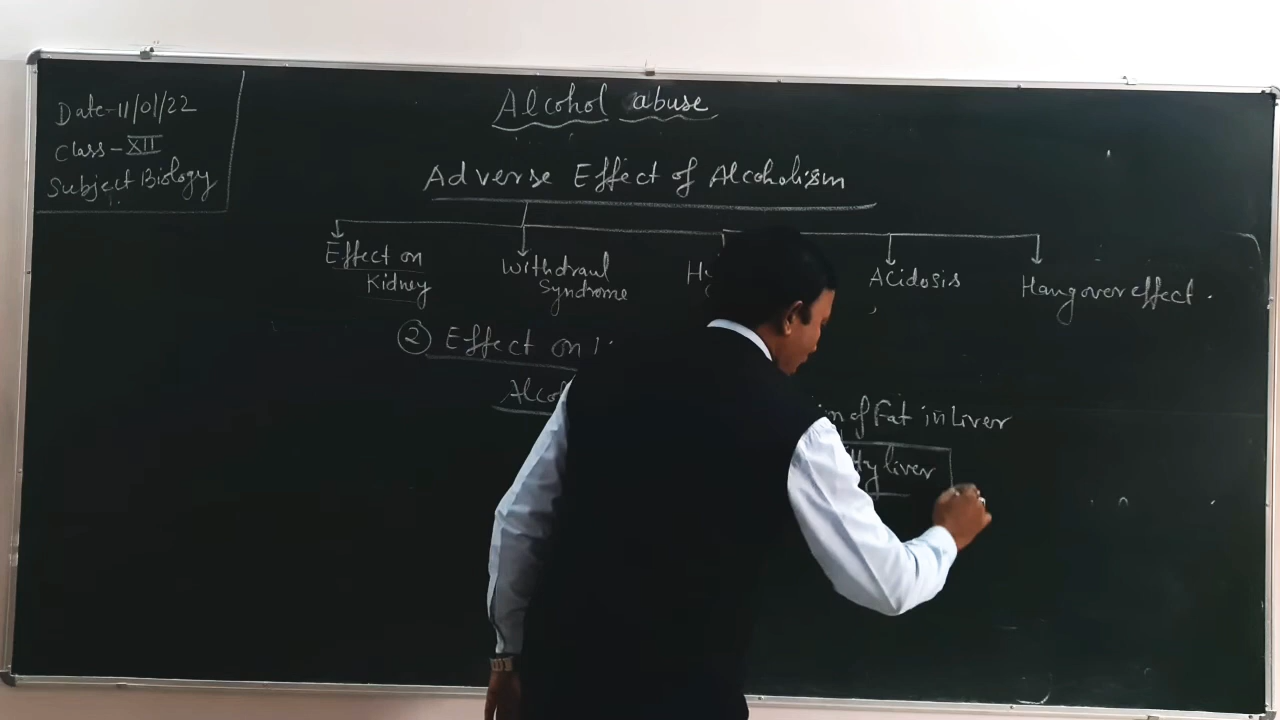 Date-11/01/22
Class-XII
Subject Biology
Alcohol abuse
Adverse Effect of Alcoholism
Effect on
Kidney
Withdraul
Syndrome
Acidosis
Hangover effect.
2 Effect on
of Fat in Liver
liver